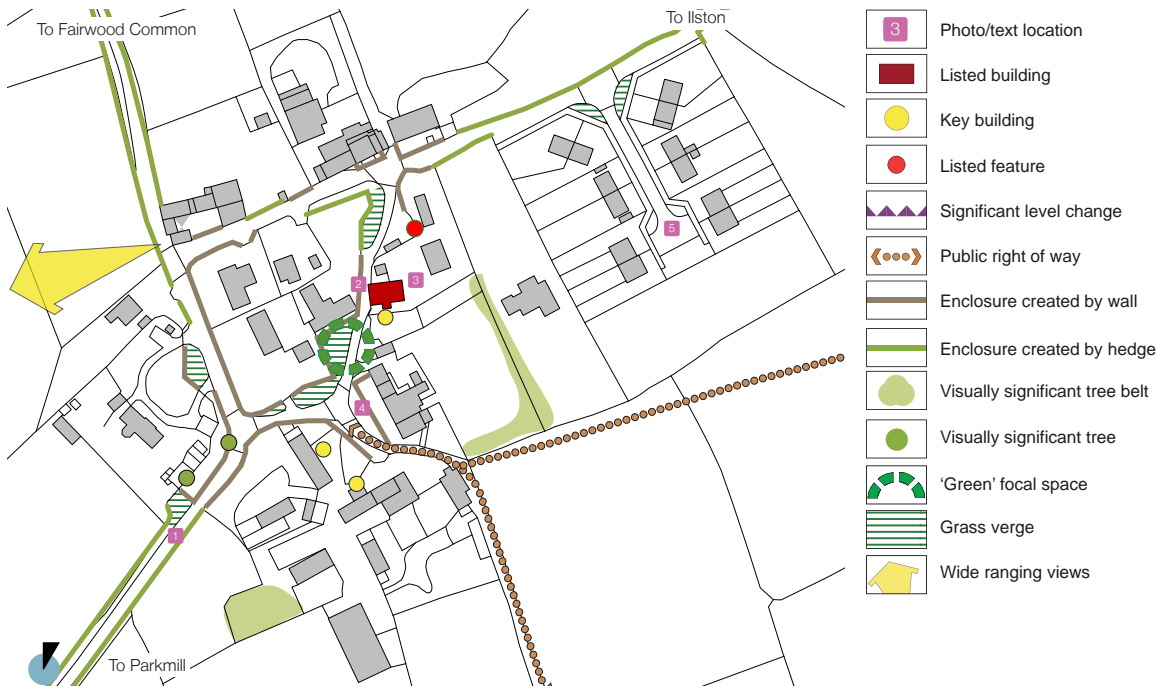 To Fairwood Common
To Ilston
2
3
5
4
1
To Parkmill
3 Photo/text location
Listed building
Key building
Listed feature
Significant level change
Public right of way
Enclosure created by wall
Enclosure created by hedge
Visually significant tree belt
Visually significant tree
‘Green’ focal space
Grass verge
Wide ranging views